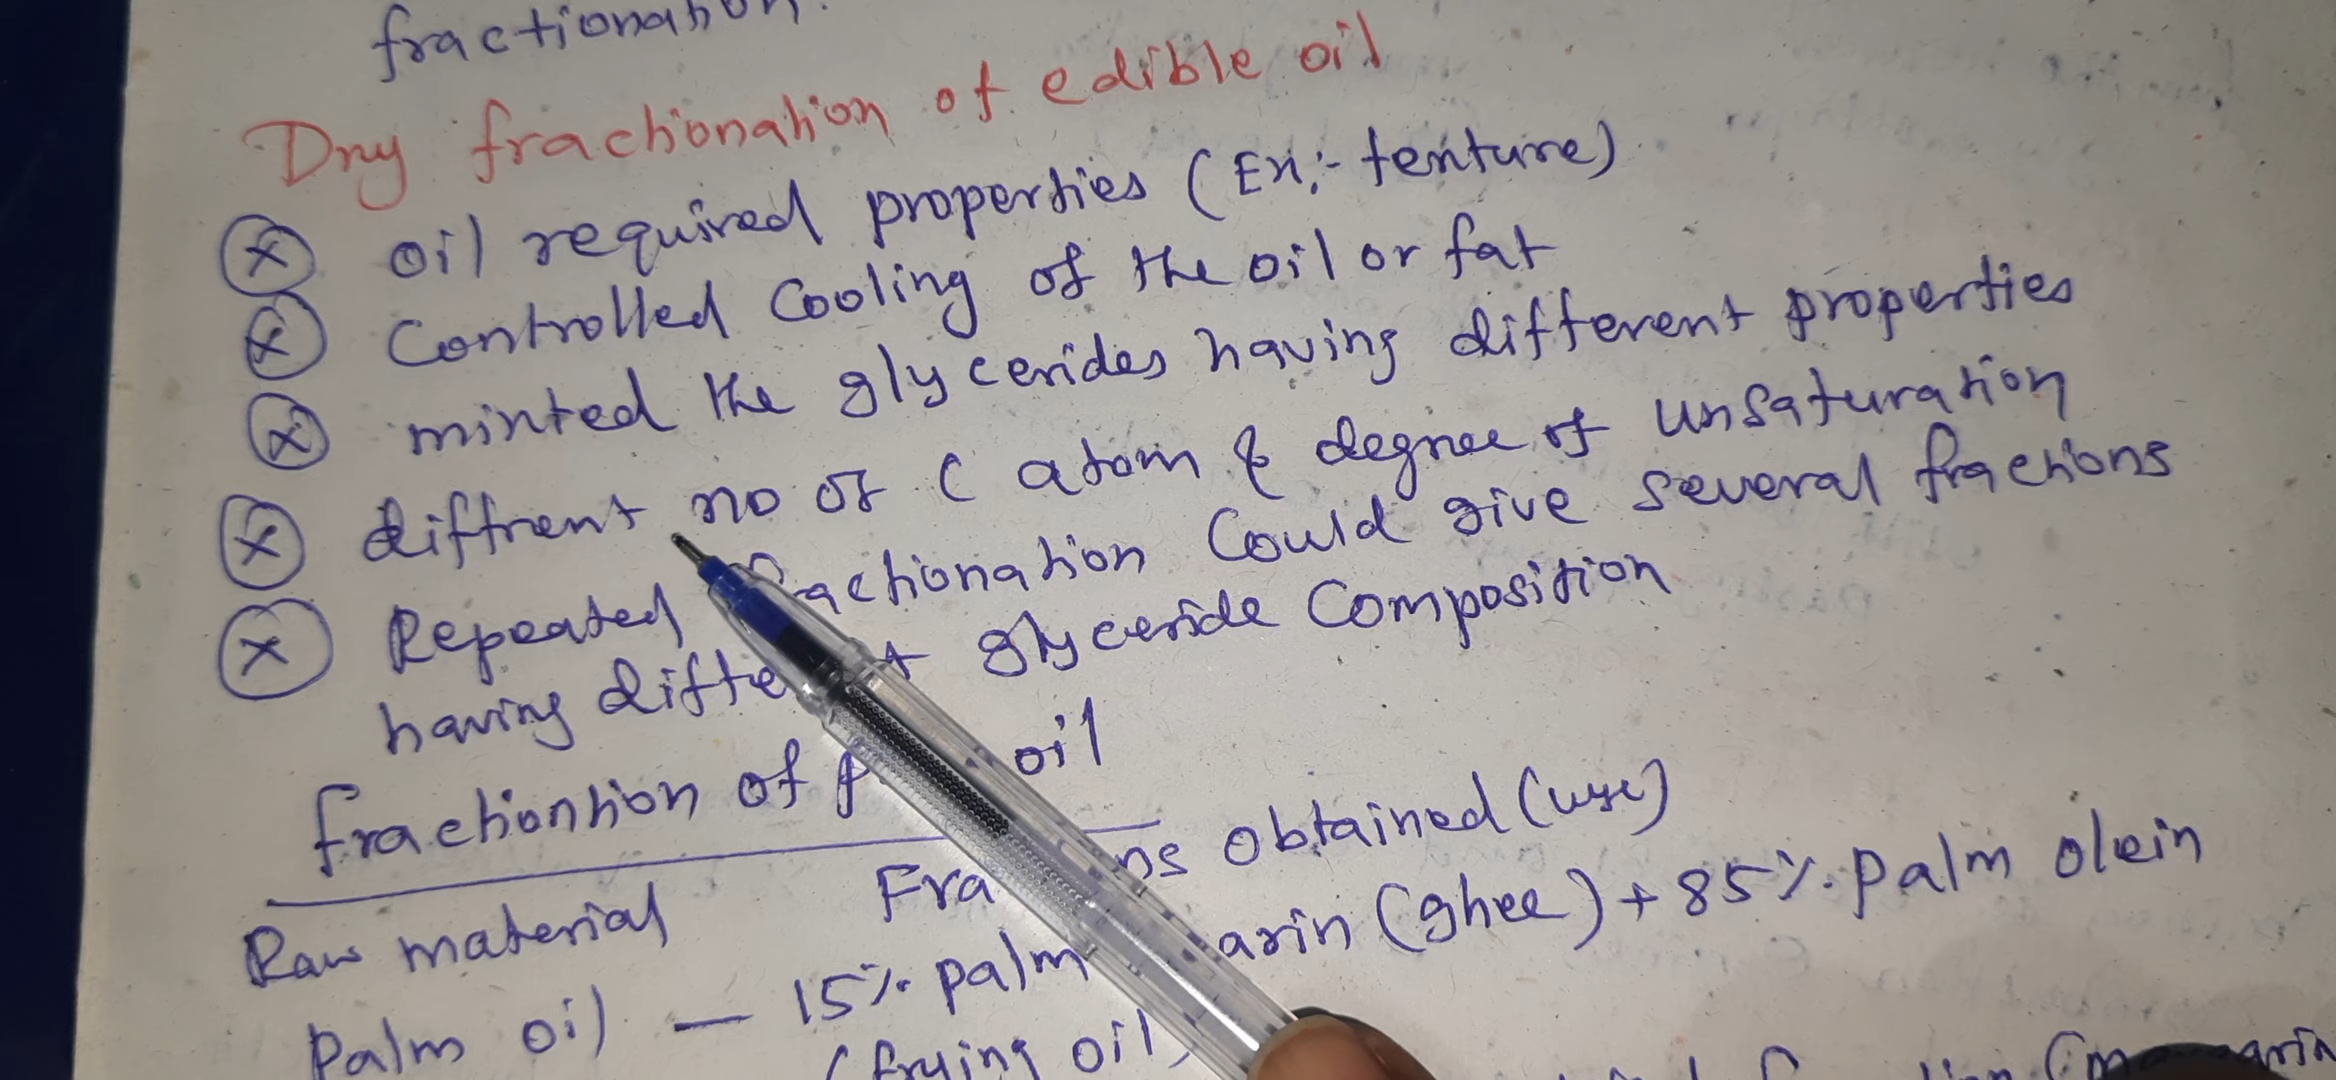 fractionation.
Dry fractionation of edible oil
oil required properties (Ex:- texture)
Controlled Cooling of the oil or fat
minted the glycerides having different properties
diffrent no of C atom & degree of unsaturation
Repeated fractionation Could give several fractions
having different glyceride Composition
fractiontion of oil
Raw material obtained (use)
Palm oil — 15% palm (ghee) + 85% palm olein
(frying oil)